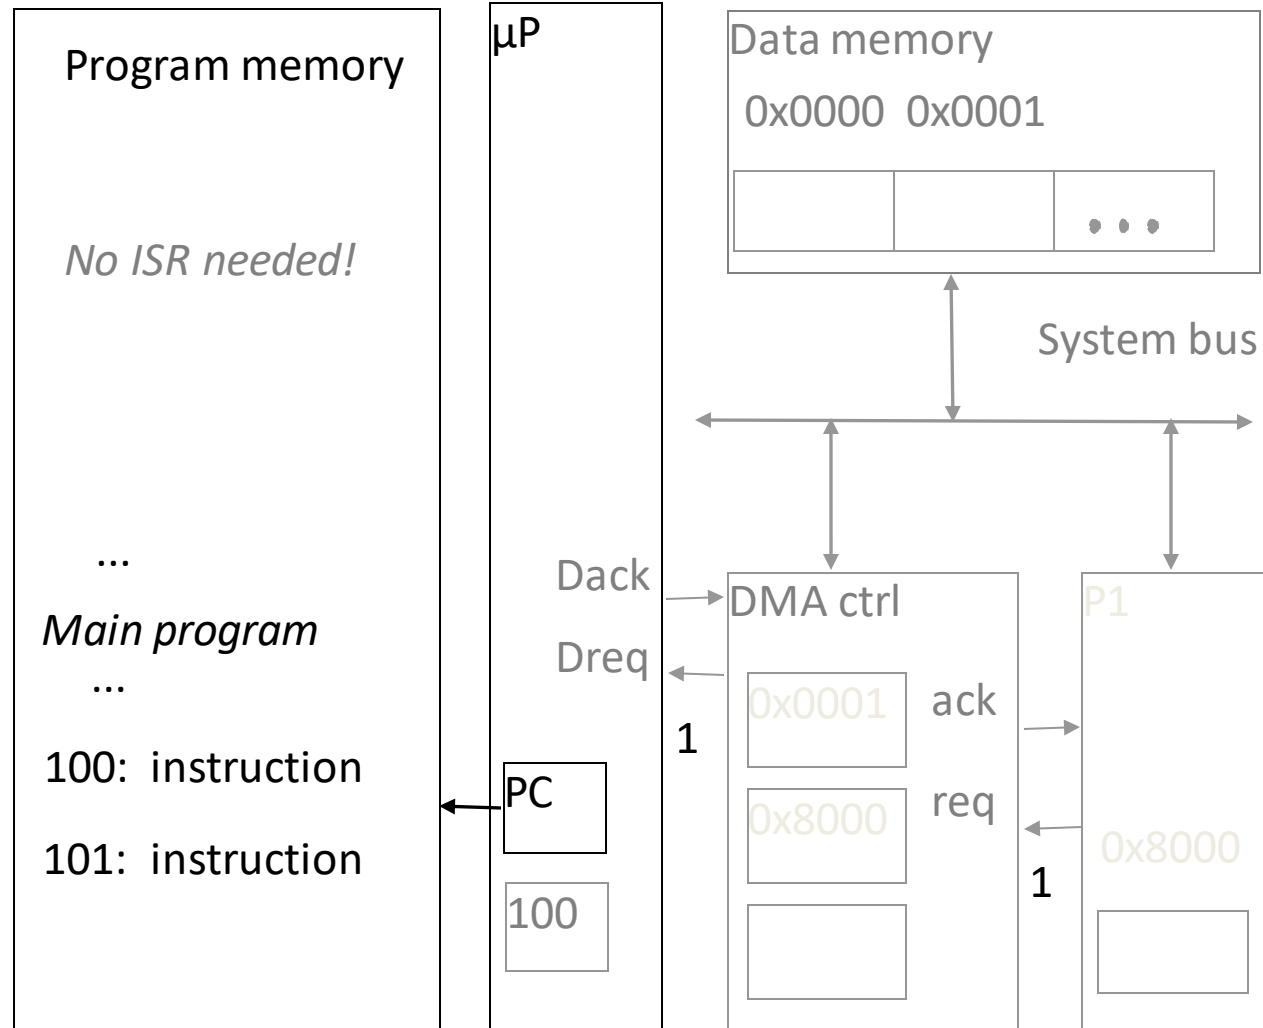 Program memory
No ISR needed!
...
Main program
...
100: instruction
101: instruction
μP
Dack
Dreq
1
PC
100
Data memory
0x0000 0x0001
...
System bus
DMA ctrl
0x0001
0x8000
ack
req
1
P1
0x8000